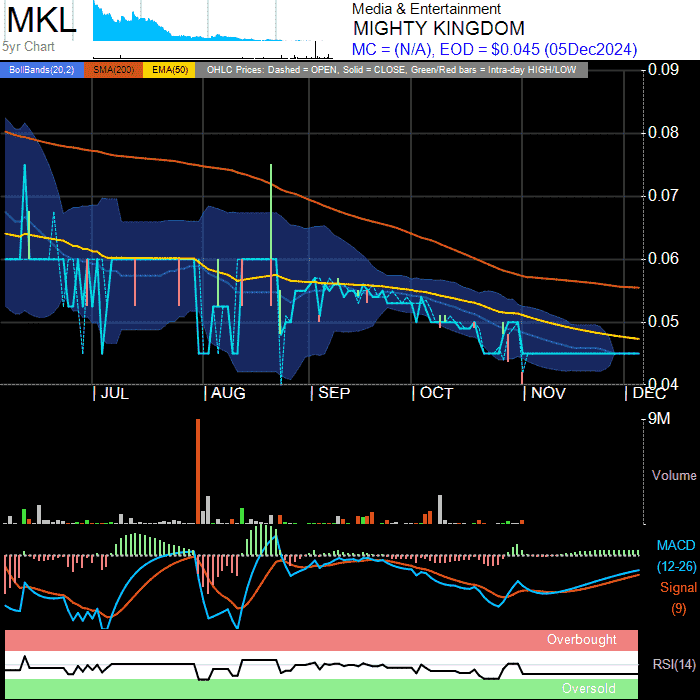 MKL
5yr Chart
Media & Entertainment
MIGHTY KINGDOM
MC = (N/A), EOD = $0.045 (05Dec2024)
BollBands(20,2) SMA(200) EMA(50) OHLC Prices: Dashed = OPEN, Solid = CLOSE, Green/Red bars = Intra-day HIGH/LOW
0.09
0.08
0.07
0.06
0.05
0.04
JUL AUG SEP OCT NOV DEC
9M
Volume
MACD
(12-26)
Signal
(9)
Overbought
RSI(14)
Oversold